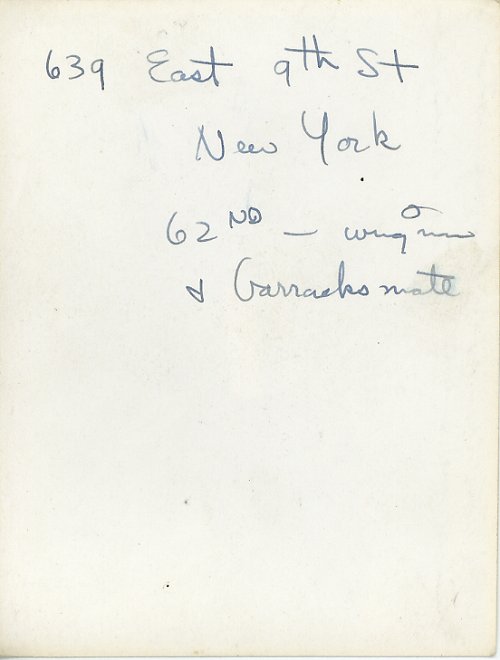 639 East 9th St
New York
62ND —
& Barracks mate